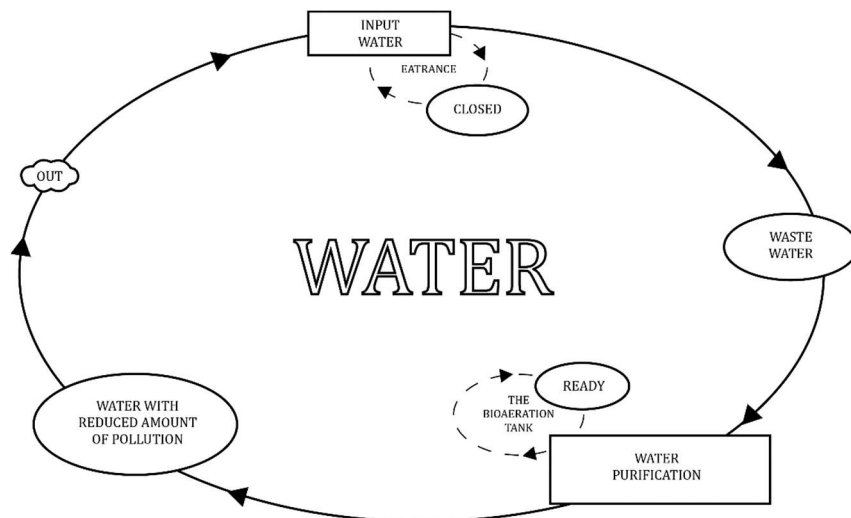 INPUT
WATER
EATRANCE
CLOSED
OUT
WASTE
WATER
WATER
READY
THE
BIOAERATION
TANK
WATER WITH
REDUCED AMOUNT
OF POLLUTION
WATER
PURIFICATION